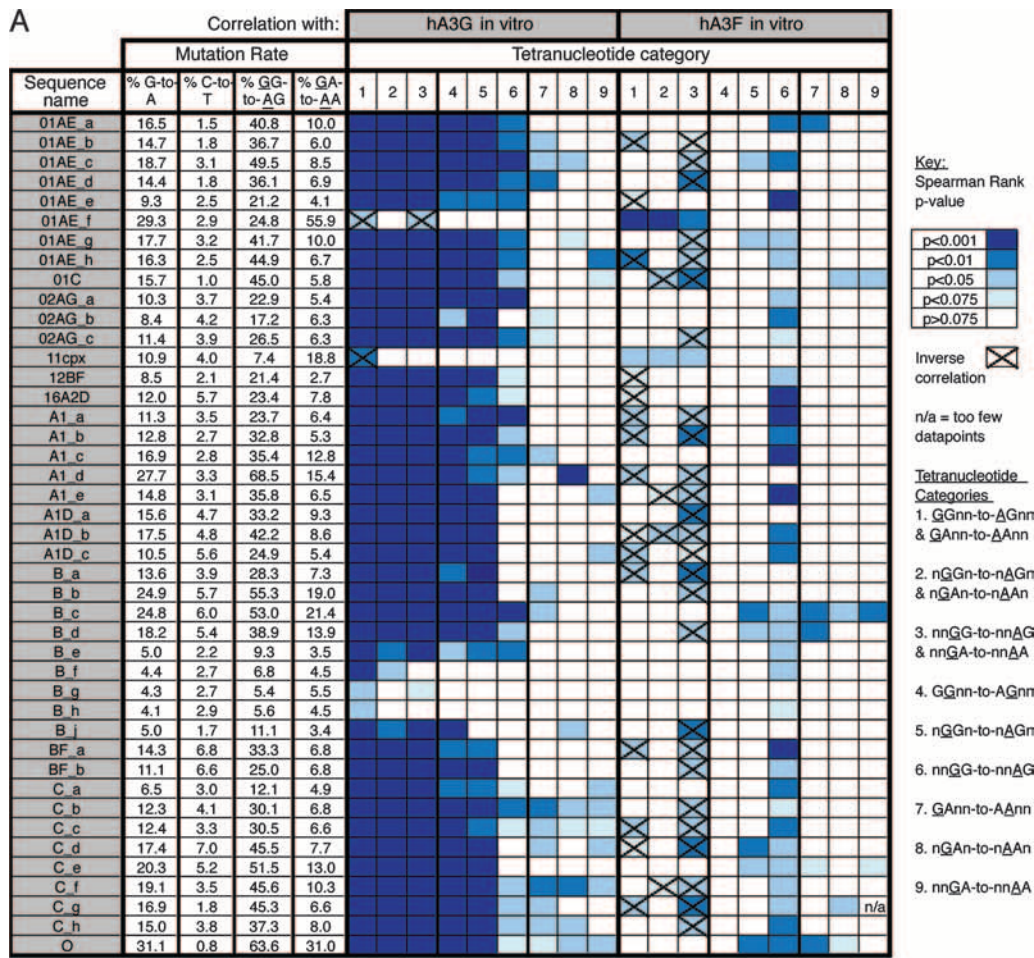 A
Correlation with: hA3G in vitro hA3F in vitro
Mutation Rate Tetranucleotide category
Sequence name % G-to-A % C-to-T % GG-to-AG % GA-to-AA 1 2 3 4 5 6 7 8 9 1 2 3 4 5 6 7 8 9
01AE_a 16.5 1.5 40.8 10.0
01AE_b 14.7 1.8 36.7 6.0
01AE_c 18.7 3.1 49.5 8.5
01AE_d 14.4 1.8 36.1 6.9
01AE_e 9.3 2.5 21.2 4.1
01AE_f 29.3 2.9 24.8 55.9
01AE_g 17.7 3.2 41.7 10.0
01AE_h 16.3 2.5 44.9 6.7
01C 15.7 1.0 45.0 5.8
02AG_a 10.3 3.7 22.9 5.4
02AG_b 8.4 4.2 17.2 6.3
02AG_c 11.4 3.9 26.5 6.3
11cpx 10.9 4.0 7.4 18.8
12BF 8.5 2.1 21.4 2.7
16A2D 12.0 5.7 23.4 7.8
A1_a 11.3 3.5 23.7 6.4
A1_b 12.8 2.7 32.8 5.3
A1_c 16.9 2.8 35.4 12.8
A1_d 27.7 3.3 68.5 15.4
A1_e 14.8 3.1 35.8 6.5
A1D_a 15.6 4.7 33.2 9.3
A1D_b 17.5 4.8 42.2 8.6
A1D_c 10.5 5.6 24.9 5.4
B_a 13.6 3.9 28.3 7.3
B_b 24.9 5.7 55.3 19.0
B_c 24.8 6.0 53.0 21.4
B_d 18.2 5.4 38.9 13.9
B_e 5.0 2.2 9.3 3.5
B_f 4.4 2.7 6.8 4.5
B_g 4.3 2.7 5.4 5.5
B_h 4.1 2.9 5.6 4.5
B_j 5.0 1.7 11.1 3.4
BF_a 14.3 6.8 33.3 6.8
BF_b 11.1 6.6 25.0 6.8
C_a 6.5 3.0 12.1 4.9
C_b 12.3 4.1 30.1 6.8
C_c 12.4 3.3 30.5 6.6
C_d 17.4 7.0 45.5 7.7
C_e 20.3 5.2 51.5 13.0
C_f 19.1 3.5 45.6 10.3
C_g 16.9 1.8 45.3 6.6 n/a
C_h 15.0 3.8 37.3 8.0
O 31.1 0.8 63.6 31.0
Key:
Spearman Rank
p-value
p<0.001
p<0.01
p<0.05
p<0.075
p>0.075
Inverse
correlation
n/a = too few
datapoints
Tetranucleotide
Categories
1. GGnn-to-AGnn
& GAnn-to-AAnn
2. nGGn-to-nAGn
& nGAn-to-nAAn
3. nnGG-to-nnAG
& nnGA-to-nnAA
4. GGnn-to-AGnn
5. nGGn-to-nAGn
6. nnGG-to-nnAG
7. GAnn-to-AAnn
8. nGAn-to-nAAn
9. nnGA-to-nnAA